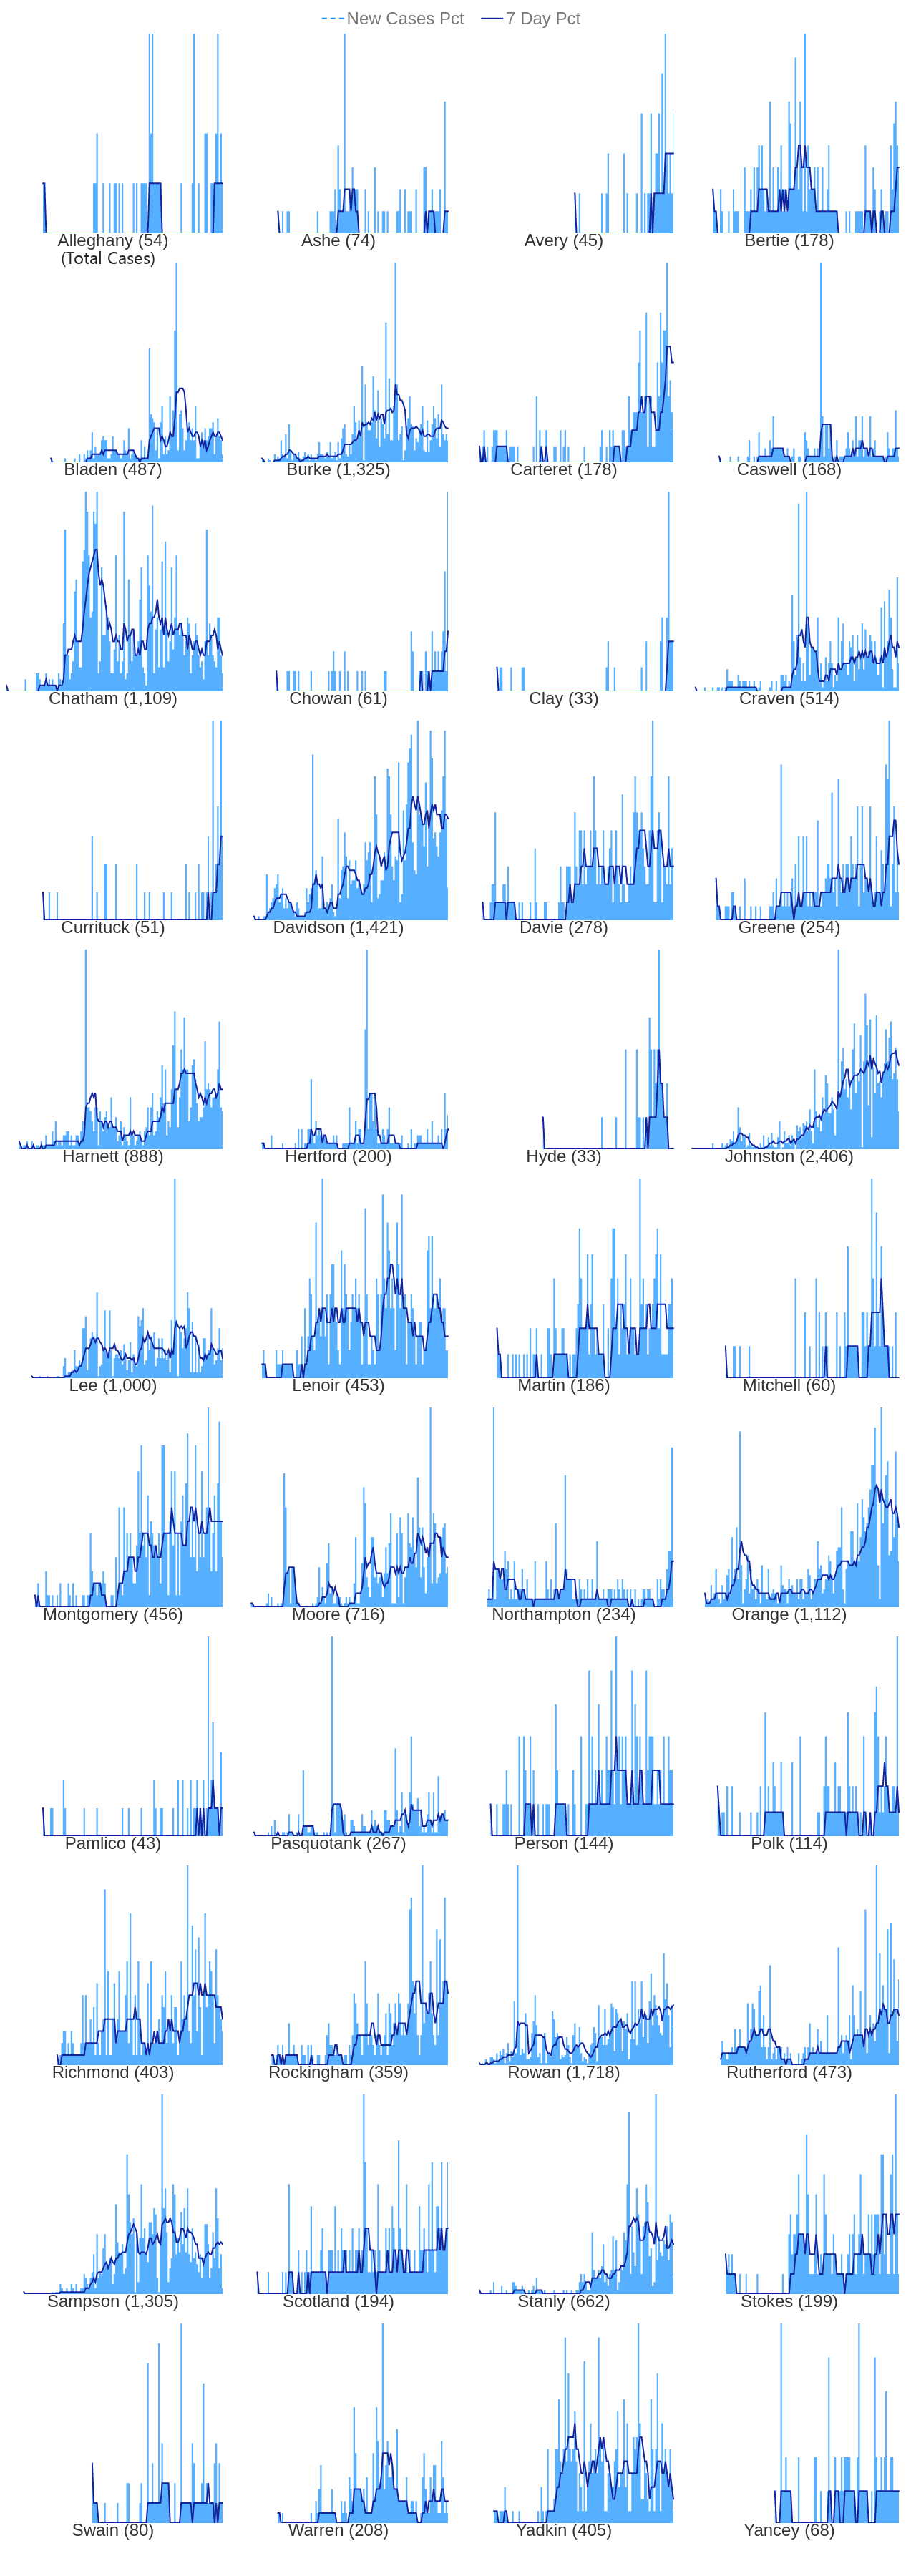 New Cases Pct 7 Day Pct
Alleghany (54) Ashe (74) Avery (45) Bertie (178)
(Total Cases)
Bladen (487) Burke (1,325) Carteret (178) Caswell (168)
Chatham (1,109) Chowan (61) Clay (33) Craven (514)
Currituck (51) Davidson (1,421) Davie (278) Greene (254)
Harnett (888) Hertford (200) Hyde (33) Johnston (2,406)
Lee (1,000) Lenoir (453) Martin (186) Mitchell (60)
Montgomery (456) Moore (716) Northampton (234) Orange (1,112)
Pamlico (43) Pasquotank (267) Person (144) Polk (114)
Richmond (403) Rockingham (359) Rowan (1,718) Rutherford (473)
Sampson (1,305) Scotland (194) Stanly (662) Stokes (199)
Swain (80) Warren (208) Yadkin (405) Yancey (68)